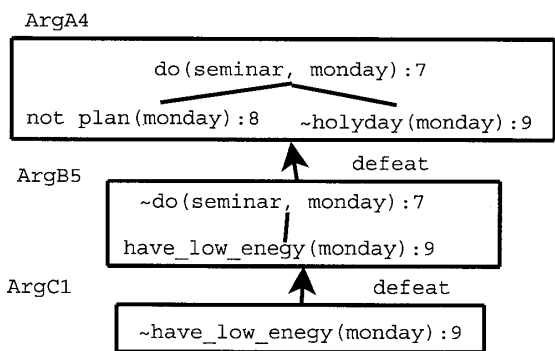 ArgA4
do(seminar, monday):7
not plan(monday):8 ~holyday(monday):9
defeat
ArgB5
~do(seminar, monday):7
have_low_enegy(monday):9
ArgC1
defeat
~have_low_enegy(monday):9